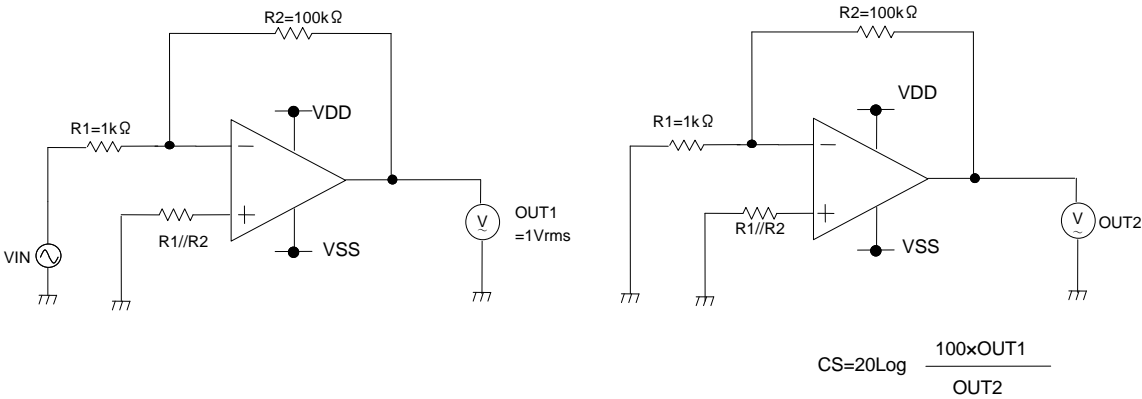 R2=100kΩ
VDD
R1=1kΩ
−
+
R1//R2
VSS
VIN
V
~
OUT1
=1Vrms
R2=100kΩ
VDD
R1=1kΩ
−
+
R1//R2
VSS
V
~
OUT2
CS=20Log 100×OUT1
OUT2